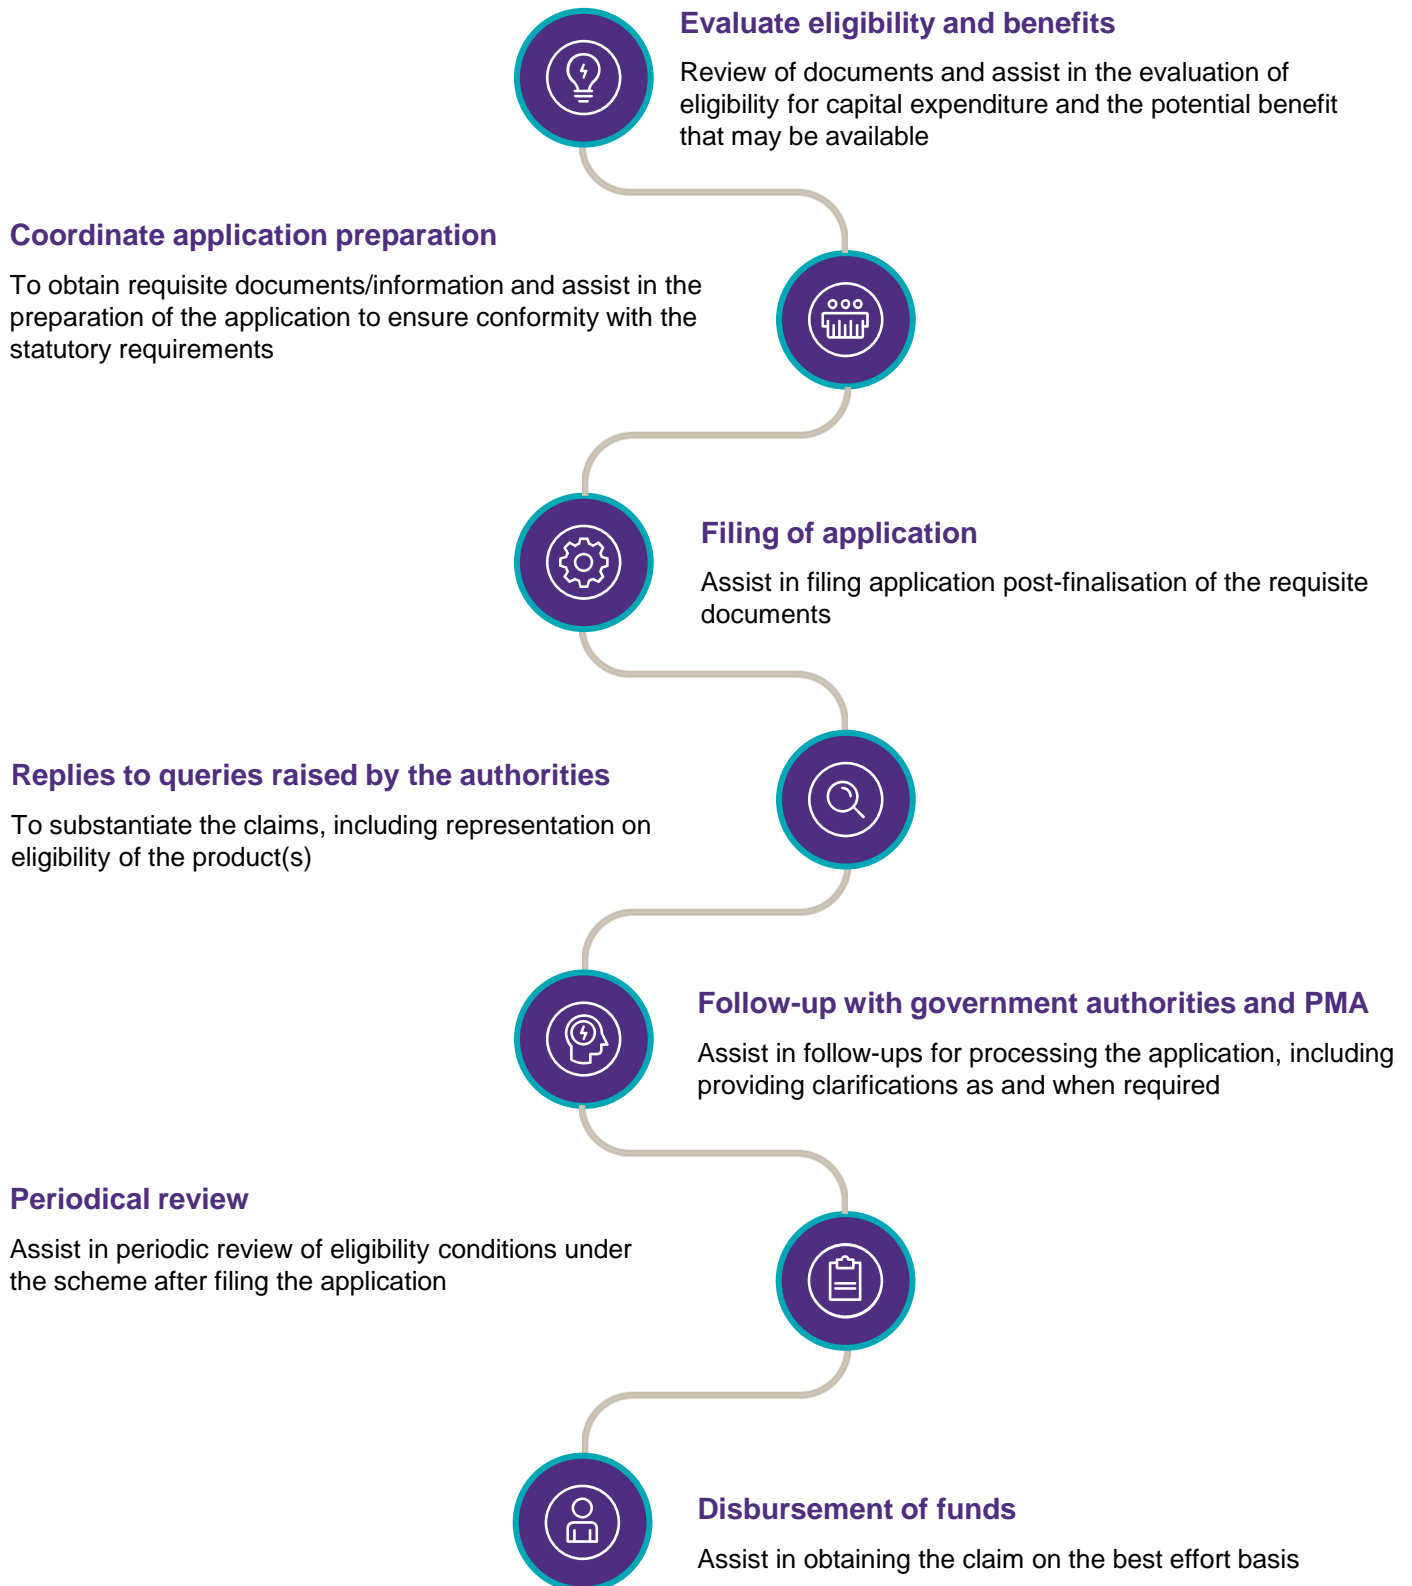 Evaluate eligibility and benefits
Review of documents and assist in the evaluation of
eligibility for capital expenditure and the potential benefit
that may be available
Coordinate application preparation
To obtain requisite documents/information and assist in the
preparation of the application to ensure conformity with the
statutory requirements
Filing of application
Assist in filing application post-finalisation of the requisite
documents
Replies to queries raised by the authorities
To substantiate the claims, including representation on
eligibility of the product(s)
Follow-up with government authorities and PMA
Assist in follow-ups for processing the application, including
providing clarifications as and when required
Periodical review
Assist in periodic review of eligibility conditions under
the scheme after filing the application
Disbursement of funds
Assist in obtaining the claim on the best effort basis